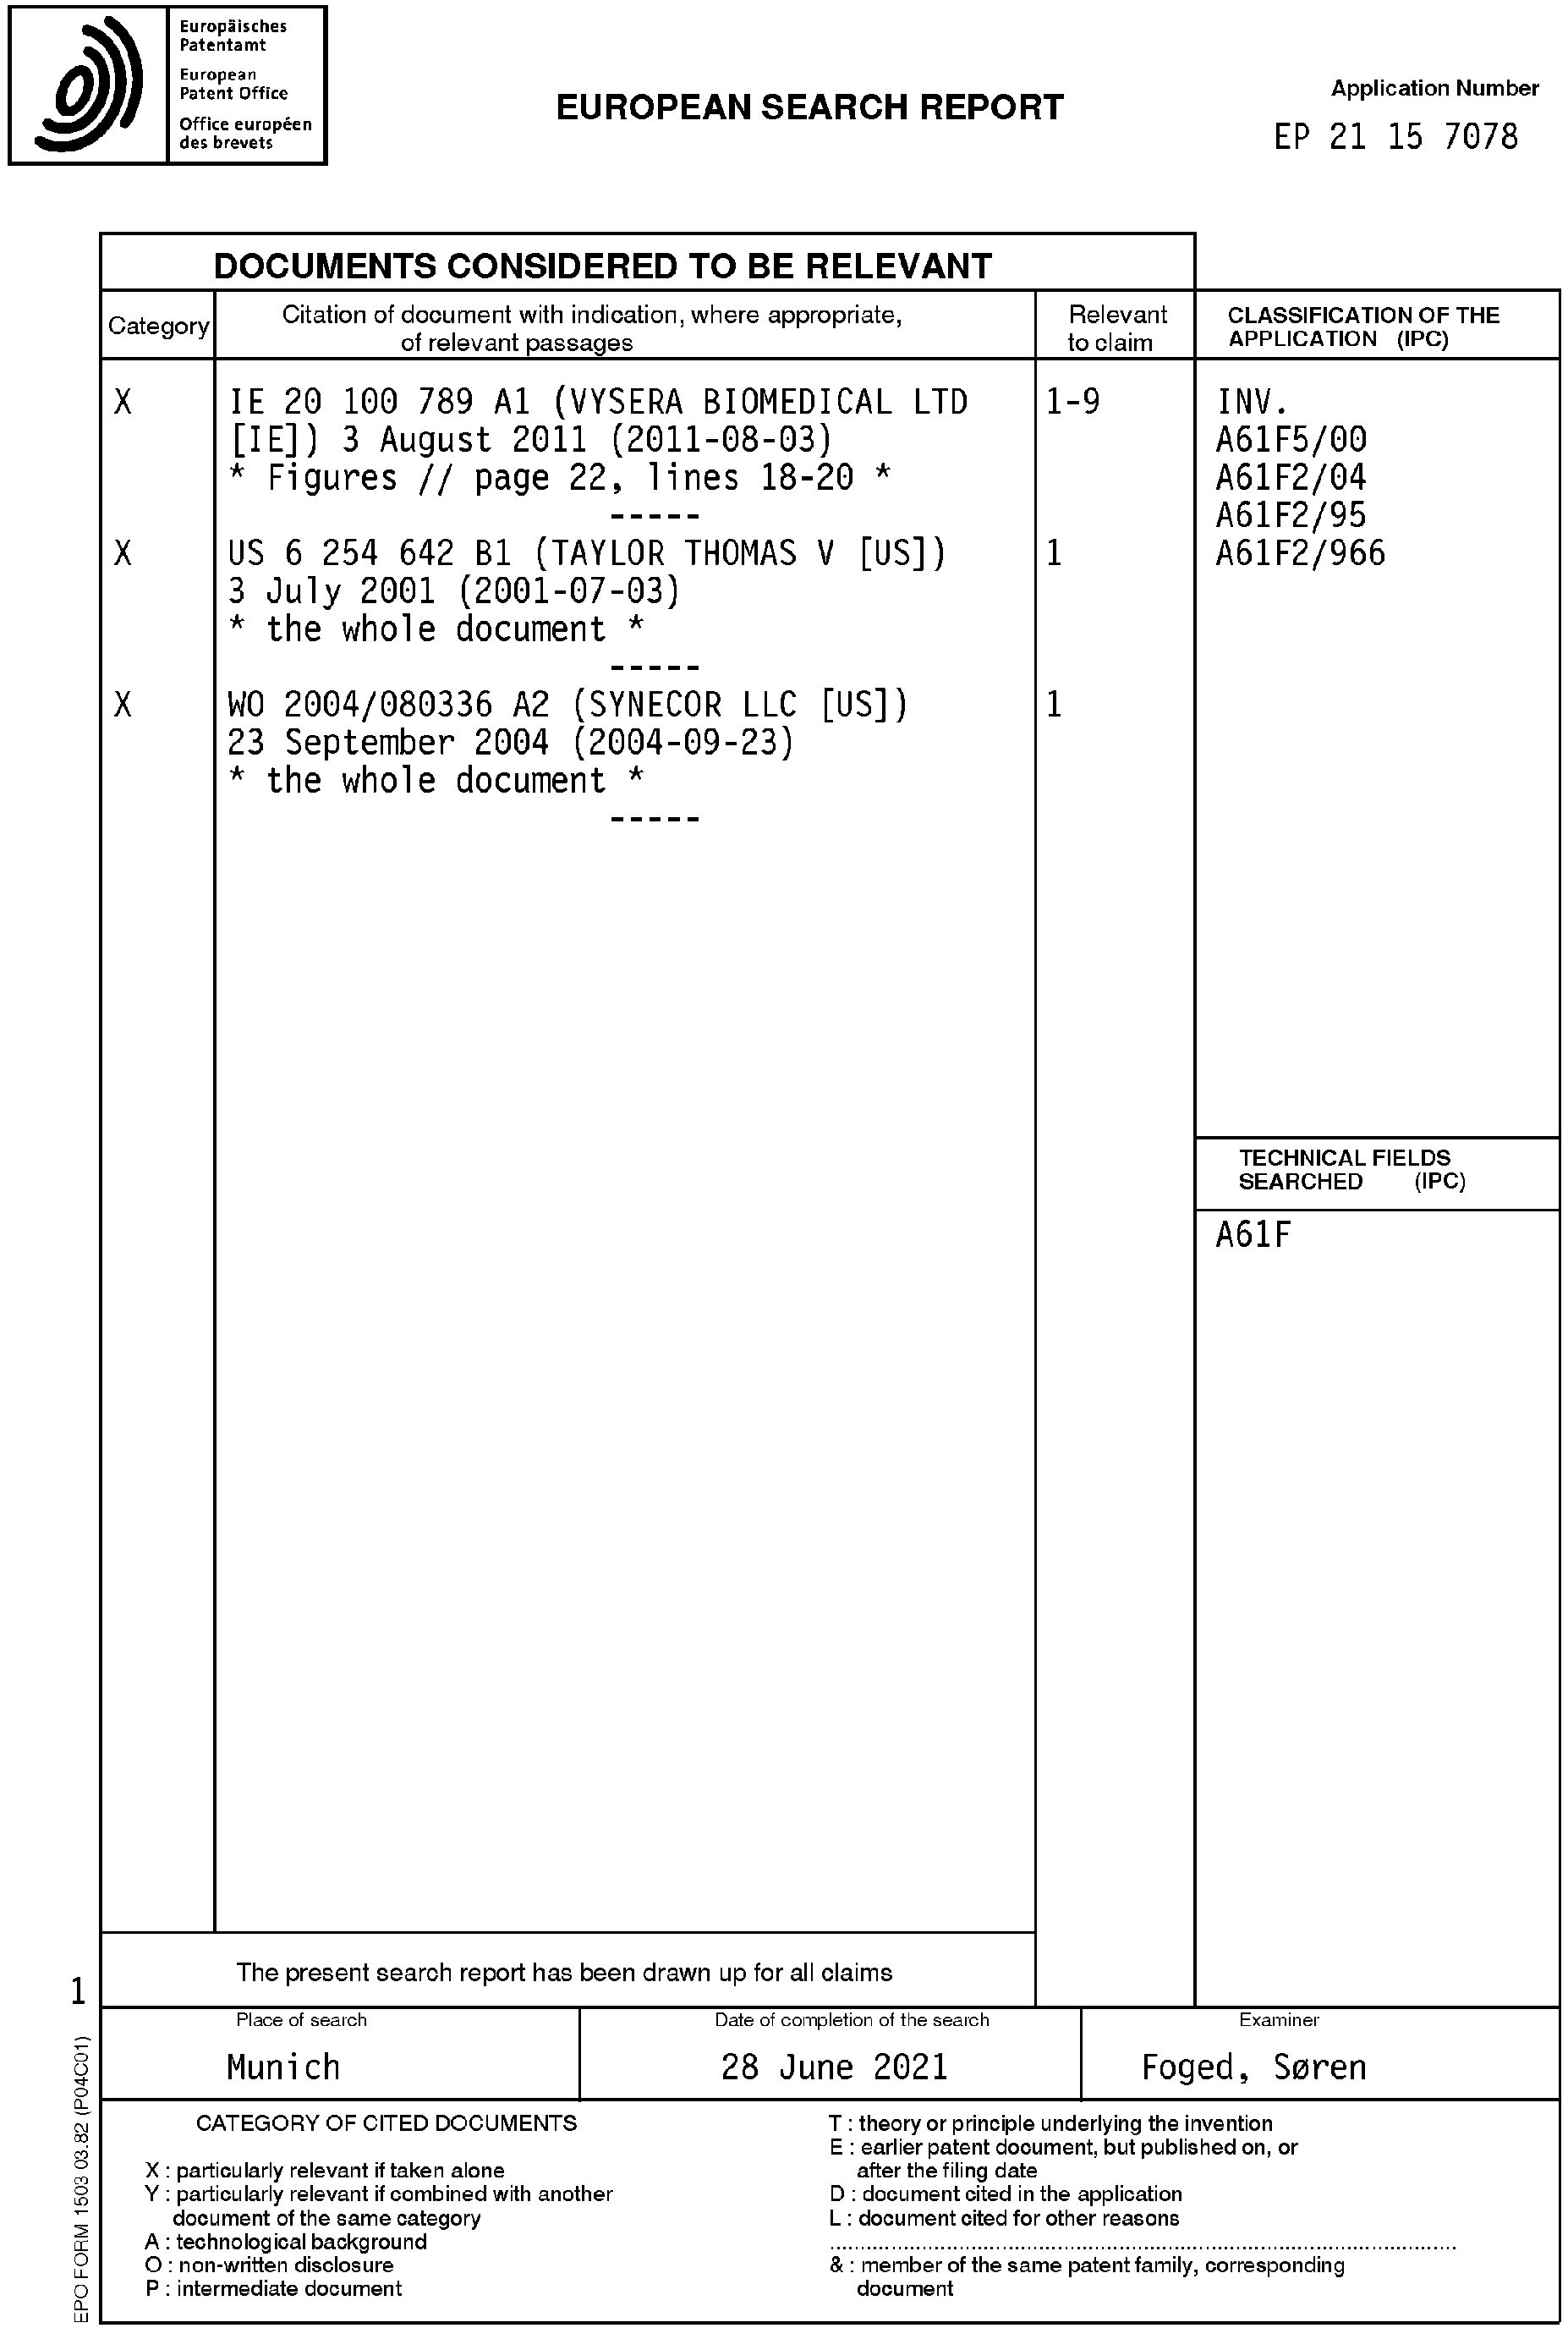 Europäisches
Patentamt
European
Patent Office
Office européen
des brevets
EUROPEAN SEARCH REPORT
Application Number
EP 21 15 7078
DOCUMENTS CONSIDERED TO BE RELEVANT
Category
Citation of document with indication, where appropriate,
of relevant passages
Relevant
to claim
CLASSIFICATION OF THE
APPLICATION (IPC)
X
IE 20 100 789 A1 (VYSERA BIOMEDICAL LTD
[IE]) 3 August 2011 (2011-08-03)
* Figures // page 22, lines 18-20 *
-----
1-9
X
US 6 254 642 B1 (TAYLOR THOMAS V [US])
3 July 2001 (2001-07-03)
* the whole document *
-----
1
X
WO 2004/080336 A2 (SYNECOR LLC [US])
23 September 2004 (2004-09-23)
* the whole document *
-----
1
INV.
A61F5/00
A61F2/04
A61F2/95
A61F2/966
TECHNICAL FIELDS
SEARCHED (IPC)
A61F
The present search report has been drawn up for all claims
1
Place of search
Munich
Date of completion of the search
28 June 2021
Examiner
Foged, Søren
CATEGORY OF CITED DOCUMENTS
X : particularly relevant if taken alone
Y : particularly relevant if combined with another
document of the same category
A : technological background
O : non-written disclosure
P : intermediate document
T : theory or principle underlying the invention
E : earlier patent document, but published on, or
after the filing date
D : document cited in the application
L : document cited for other reasons
& : member of the same patent family, corresponding
document
EPO FORM 1503 03.82 (P04C01)